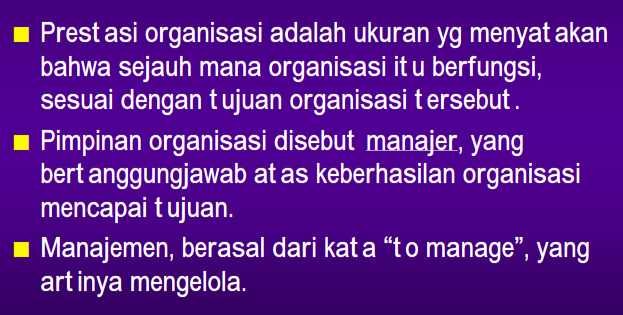 Prestasi organisasi adalah ukuran yg menyatakan
bahwa sejauh mana organisasi itu berfungsi,
sesuai dengan tujuan organisasi tersebut.
Pimpinan organisasi disebut manajer, yang
bertanggungjawab atas keberhasilan organisasi
mencapai tujuan.
Manajemen, berasal dari kata “to manage”, yang
artinya mengelola.